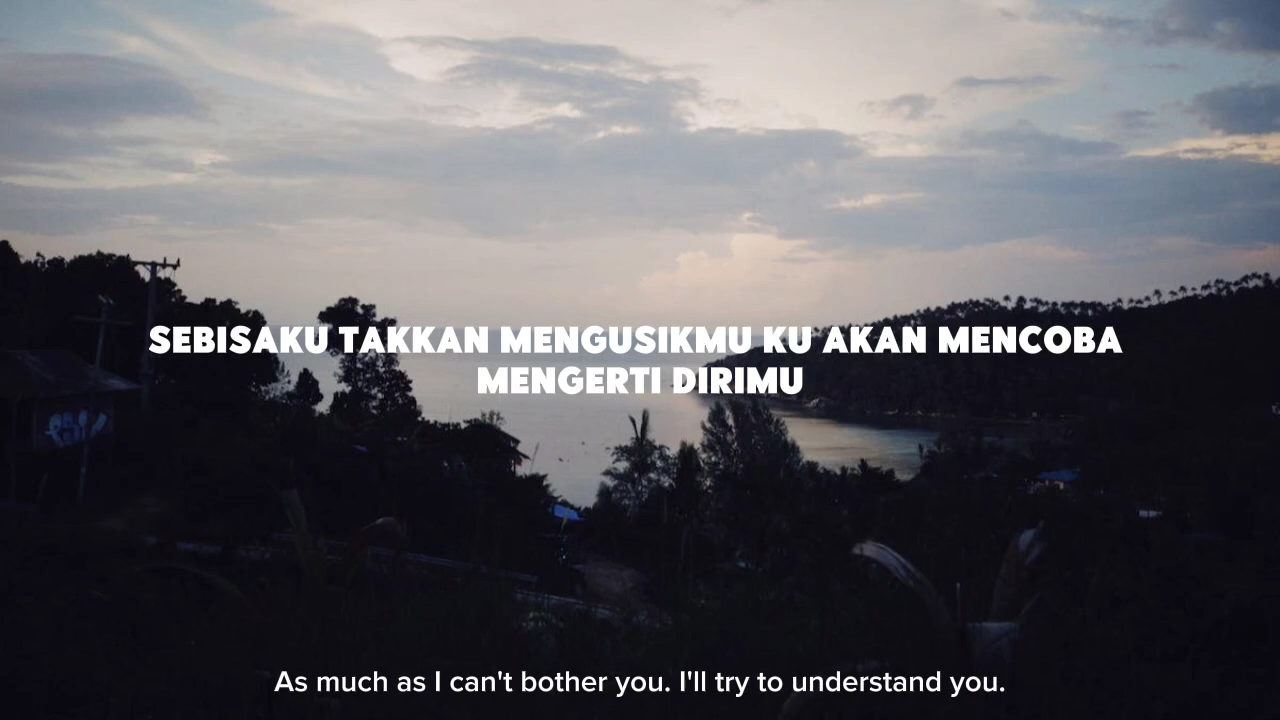 SEBISAKU TAKKAN MENGUSIKMU KU AKAN MENCOBA
MENGERTI DIRIMU
As much as I can't bother you. I'll try to understand you.